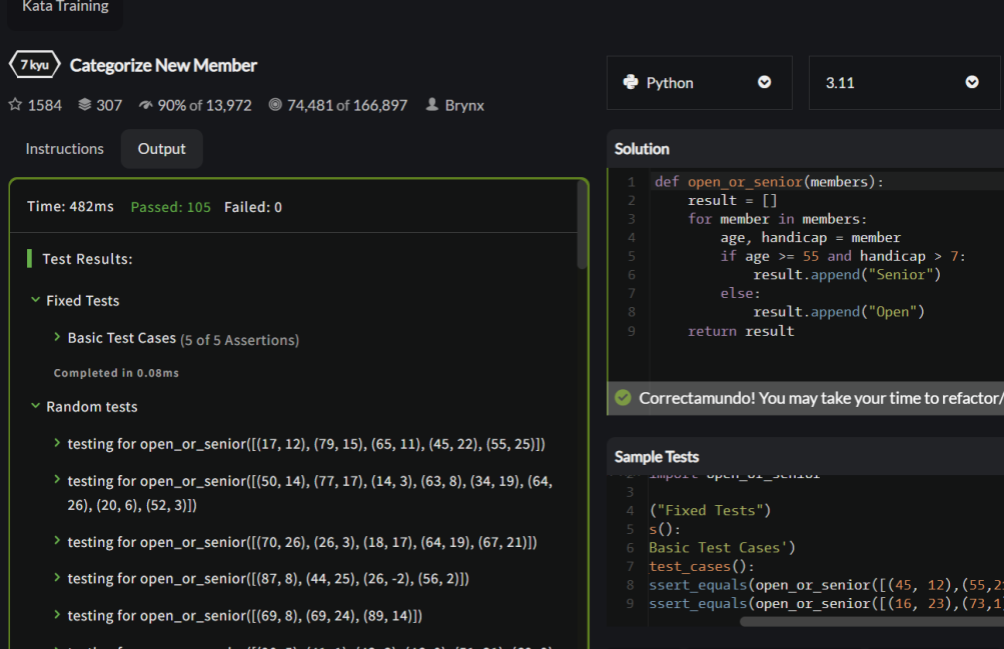 Kata Training
7 kyu Categorize New Member
1584 307 90% of 13,972 74,481 of 166,897 Brynx
Instructions Output
Time: 482ms Passed: 105 Failed: 0
Test Results:
Fixed Tests
Basic Test Cases (5 of 5 Assertions)
Completed in 0.08ms
Random tests
testing for open_or_senior([(17, 12), (79, 15), (65, 11), (45, 22), (55, 25)])
testing for open_or_senior([(50, 14), (77, 17), (14, 3), (63, 8), (34, 19), (64,
26), (20, 6), (52, 3)])
testing for open_or_senior([(70, 26), (26, 3), (18, 17), (64, 19), (67, 21)])
testing for open_or_senior([(87, 8), (44, 25), (26, -2), (56, 2)])
testing for open_or_senior([(69, 8), (69, 24), (89, 14)])
Python 3.11
Solution
1 def open_or_senior(members):
2 result = []
3 for member in members:
4 age, handicap = member
5 if age >= 55 and handicap > 7:
6 result.append("Senior")
7 else:
8 result.append("Open")
9 return result
Correctamundo! You may take your time to refactor/
Sample Tests
2 import open_or_senior
3
4 ("Fixed Tests")
5 s():
6 Basic Test Cases')
7 test_cases():
8 ssert_equals(open_or_senior([(45, 12),(55,2
9 ssert_equals(open_or_senior([(16, 23),(73,1